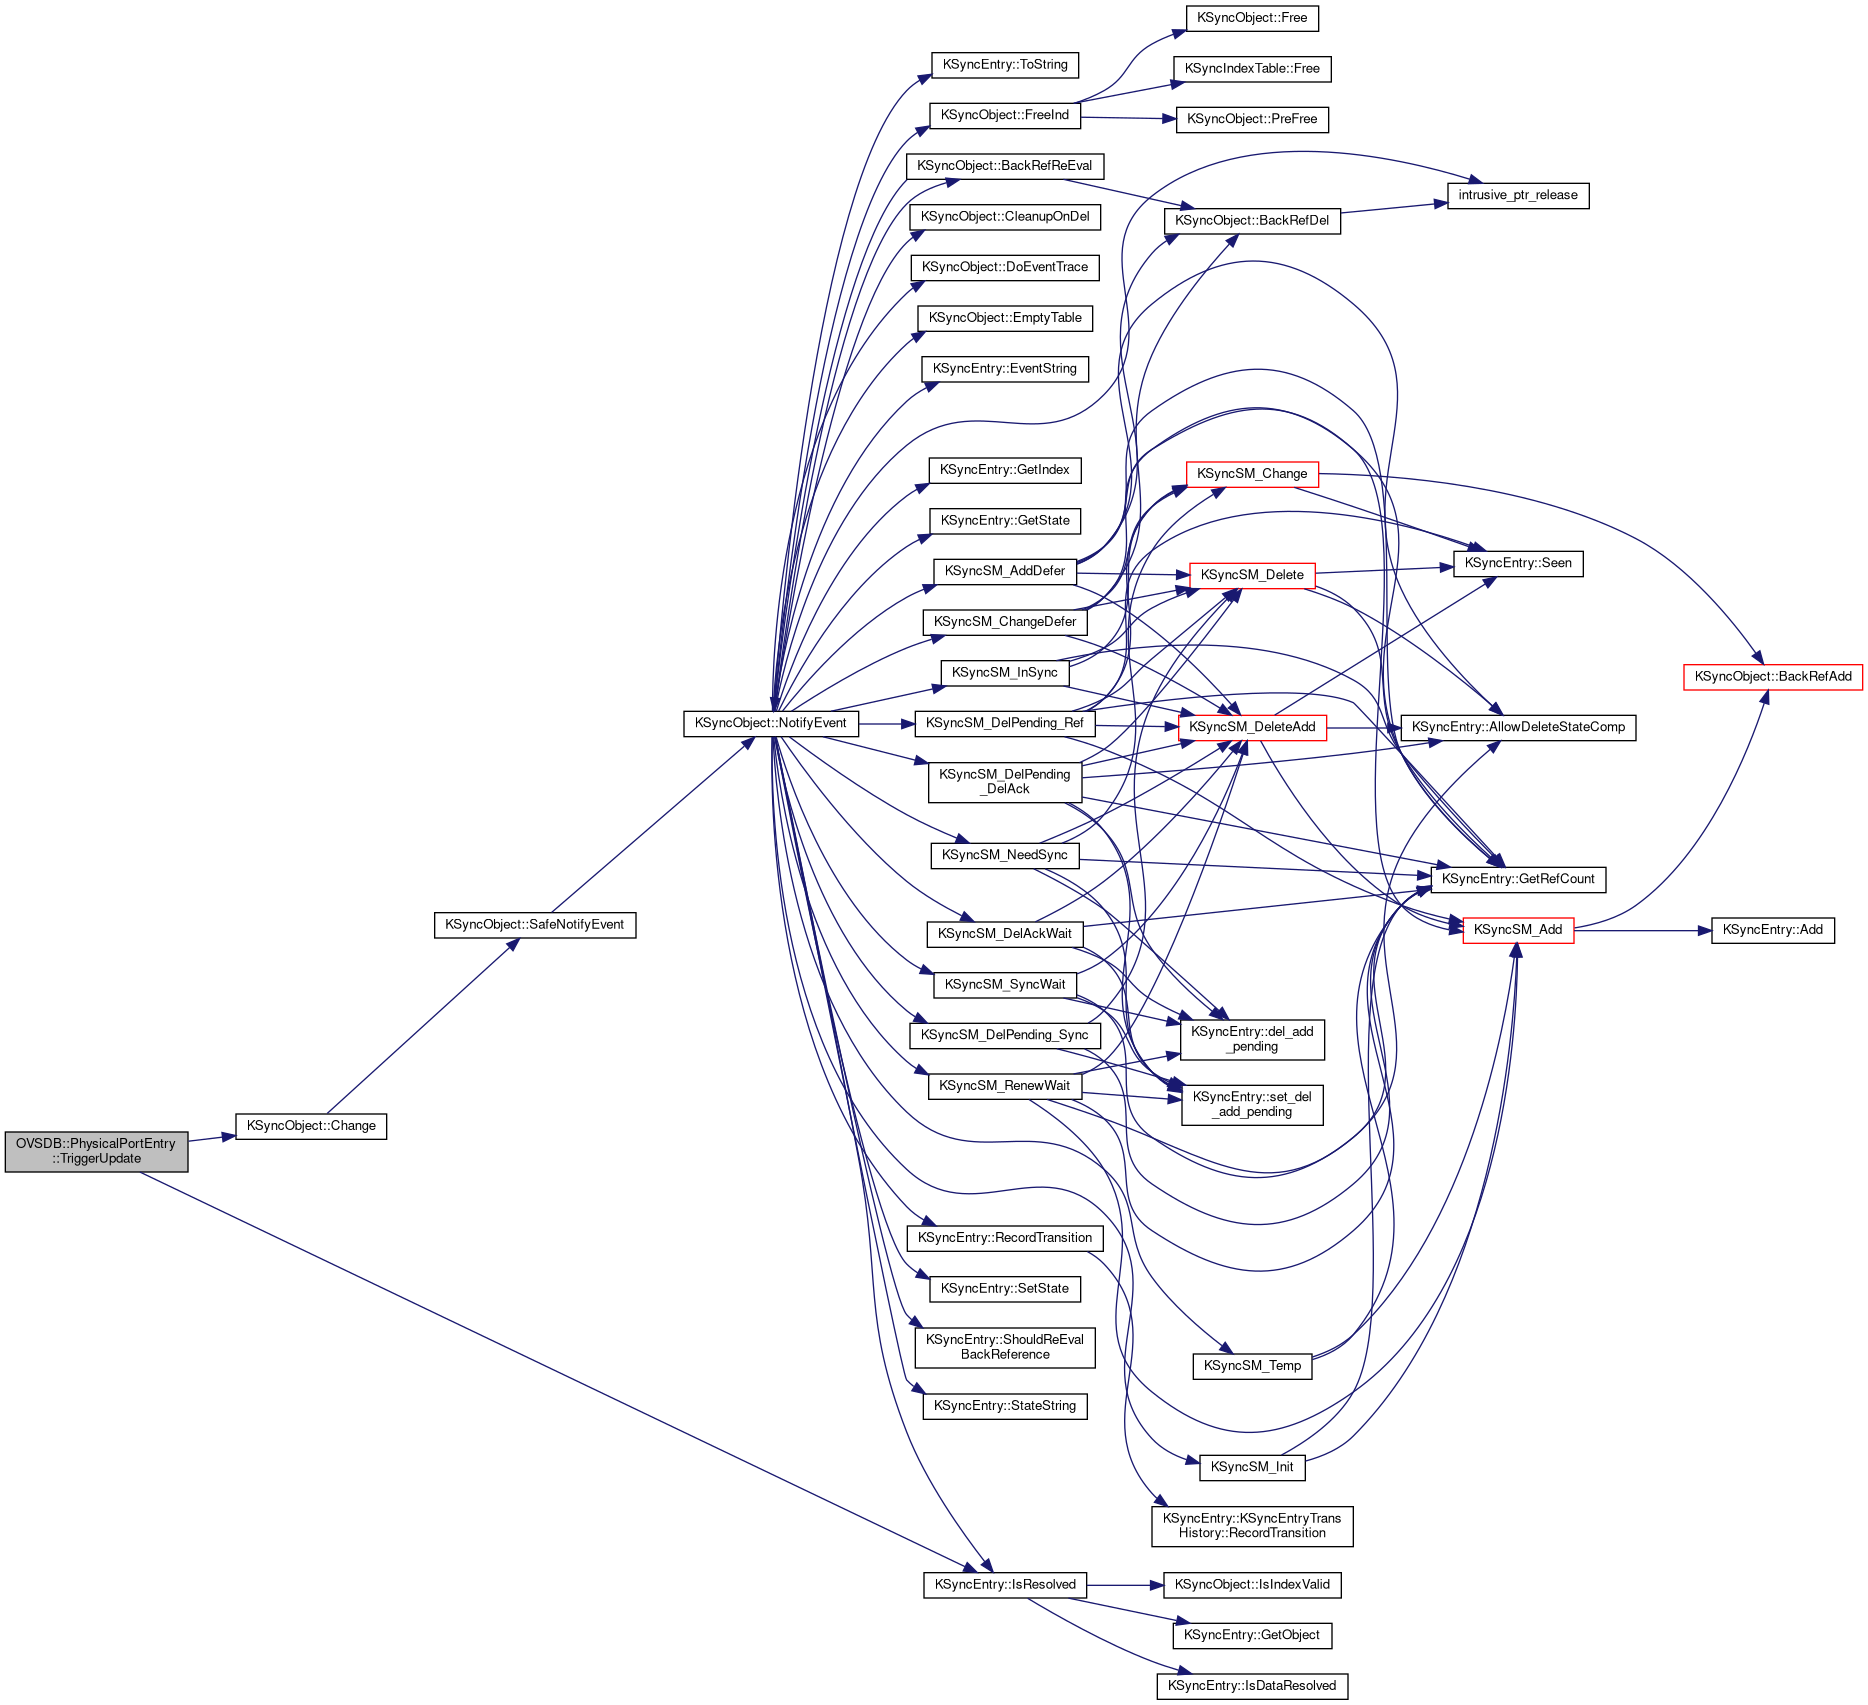 KSyncObject::Free
KSyncEntry::ToString
KSyncIndexTable::Free
KSyncObject::FreeInd
KSyncObject::PreFree
KSyncObject::BackRefReEval
intrusive_ptr_release
KSyncObject::CleanupOnDel
KSyncObject::BackRefDel
KSyncObject::DoEventTrace
KSyncObject::EmptyTable
KSyncEntry::EventString
KSyncEntry::GetIndex
KSyncSM_Change
KSyncEntry::GetState
KSyncSM_AddDefer
KSyncSM_Delete
KSyncEntry::Seen
KSyncSM_ChangeDefer
KSyncSM_InSync
KSyncObject::BackRefAdd
KSyncObject::NotifyEvent
KSyncSM_DelPending_Ref
KSyncSM_DeleteAdd
KSyncEntry::AllowDeleteStateComp
KSyncSM_DelPending
_DelAck
KSyncSM_NeedSync
KSyncEntry::GetRefCount
KSyncObject::SafeNotifyEvent
KSyncSM_DelAckWait
KSyncSM_Add
KSyncEntry::Add
KSyncSM_SyncWait
KSyncSM_DelPending_Sync
KSyncEntry::del_add
_pending
KSyncSM_RenewWait
KSyncEntry::set_del
_add_pending
KSyncObject::Change
OVSDB::PhysicalPortEntry
::TriggerUpdate
KSyncEntry::RecordTransition
KSyncEntry::SetState
KSyncEntry::ShouldReEval
BackReference
KSyncSM_Temp
KSyncEntry::StateString
KSyncSM_Init
KSyncEntry::KSyncEntryTrans
History::RecordTransition
KSyncEntry::IsResolved
KSyncObject::IsIndexValid
KSyncEntry::GetObject
KSyncEntry::IsDataResolved